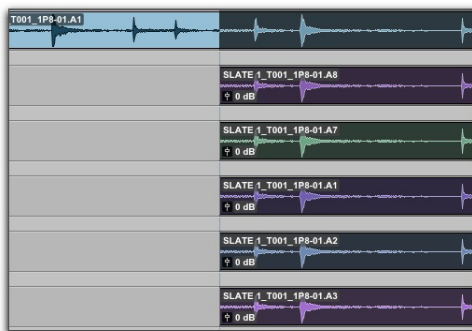 T001_1P8-01.A1
SLATE 1_T001_1P8-01.A8
0 dB
SLATE 1_T001_1P8-01.A7
0 dB
SLATE 1_T001_1P8-01.A1
0 dB
SLATE 1_T001_1P8-01.A2
0 dB
SLATE 1_T001_1P8-01.A3
0 dB